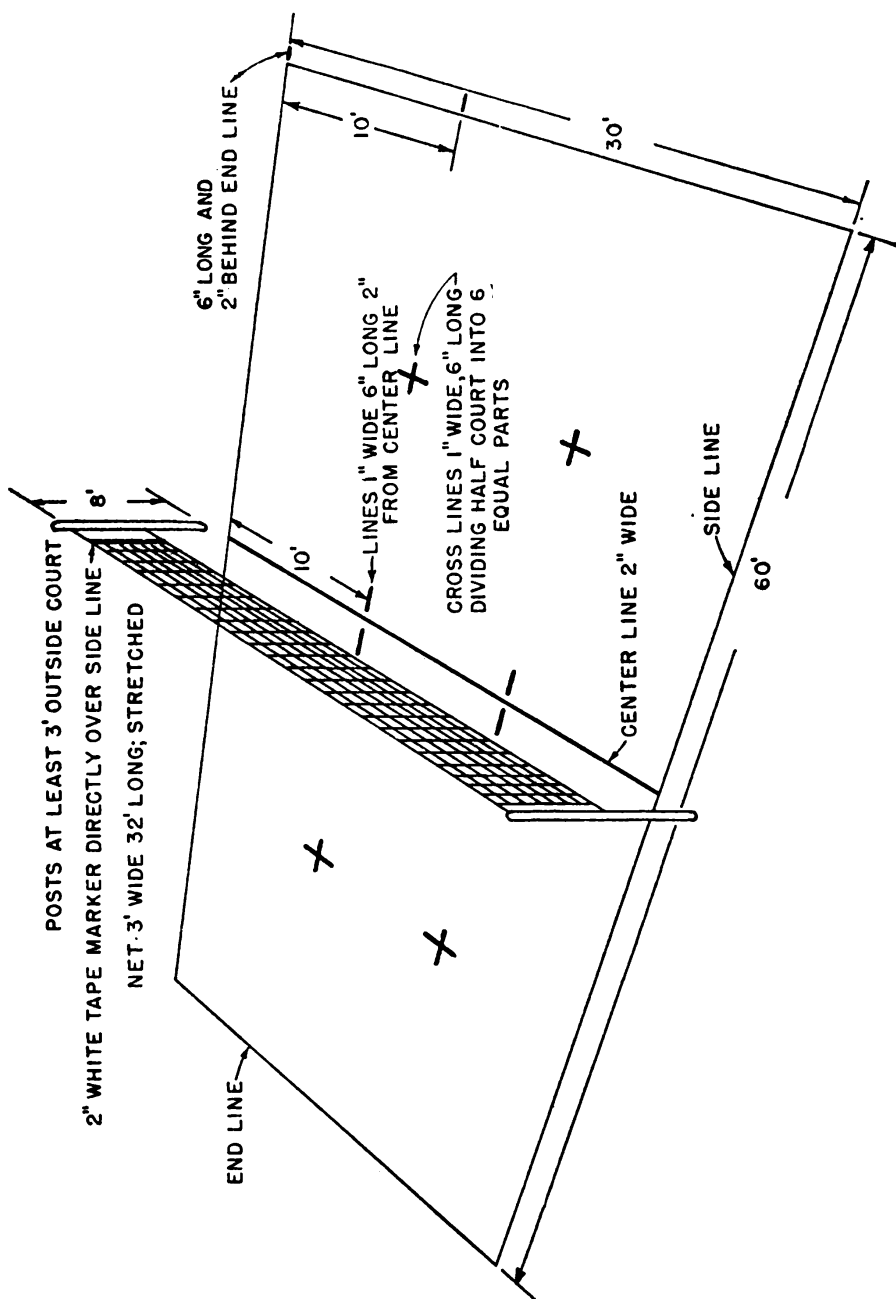 POSTS AT LEAST 3' OUTSIDE COURT
2" WHITE TAPE MARKER DIRECTLY OVER SIDE LINE
NET. 3' WIDE 32' LONG; STRETCHED
8'
6" LONG AND
2" BEHIND END LINE
10'
30'
10'
LINES 1" WIDE 6" LONG 2"
FROM CENTER LINE
CROSS LINES 1" WIDE, 6" LONG-
DIVIDING HALF COURT INTO 6
EQUAL PARTS
END LINE
CENTER LINE 2" WIDE
SIDE LINE
60'